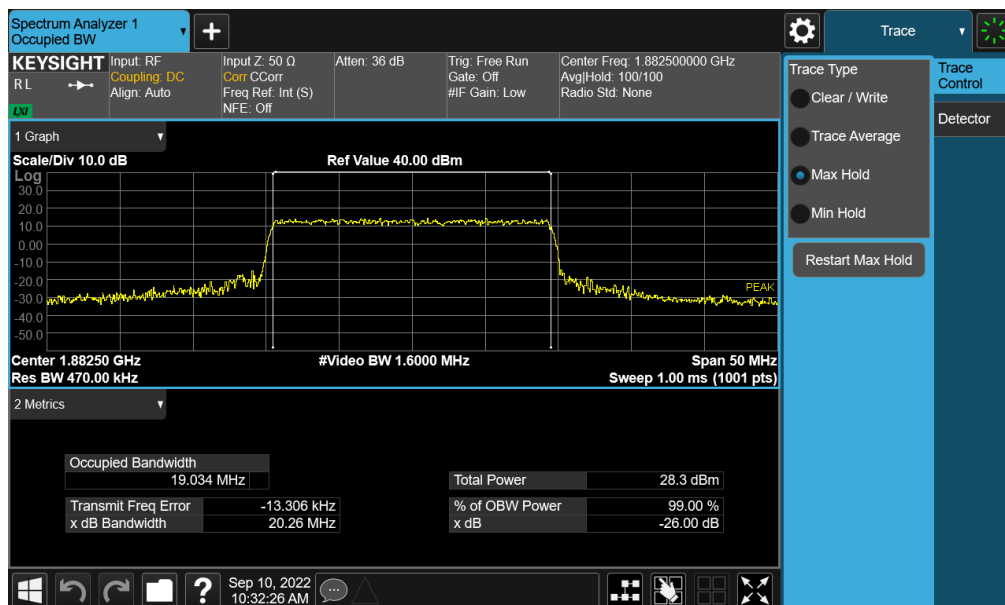 Spectrum Analyzer 1
Occupied BW
+
Trace
KEYSIGHT
R L
LXI
Input: RF
Coupling: DC
Align: Auto
Input Z: 50 Ω
Corr CCorr
Freq Ref: Int (S)
NFE: Off
Atten: 36 dB
Trig: Free Run
Gate: Off
#IF Gain: Low
Center Freq: 1.882500000 GHz
Avg|Hold: 100/100
Radio Std: None
Trace Type
Clear / Write
Trace Average
Max Hold
Min Hold
Restart Max Hold
Trace
Control
Detector
1 Graph
Scale/Div 10.0 dB
Ref Value 40.00 dBm
Log
30.0
20.0
10.0
0.00
-10.0
-20.0
-30.0
-40.0
-50.0
PEAK
Center 1.88250 GHz
#Video BW 1.6000 MHz
Span 50 MHz
Res BW 470.00 kHz
Sweep 1.00 ms (1001 pts)
2 Metrics
Occupied Bandwidth
19.034 MHz
Total Power 28.3 dBm
Transmit Freq Error -13.306 kHz
% of OBW Power 99.00 %
x dB Bandwidth 20.26 MHz
x dB -26.00 dB
?
Sep 10, 2022
10:32:26 AM